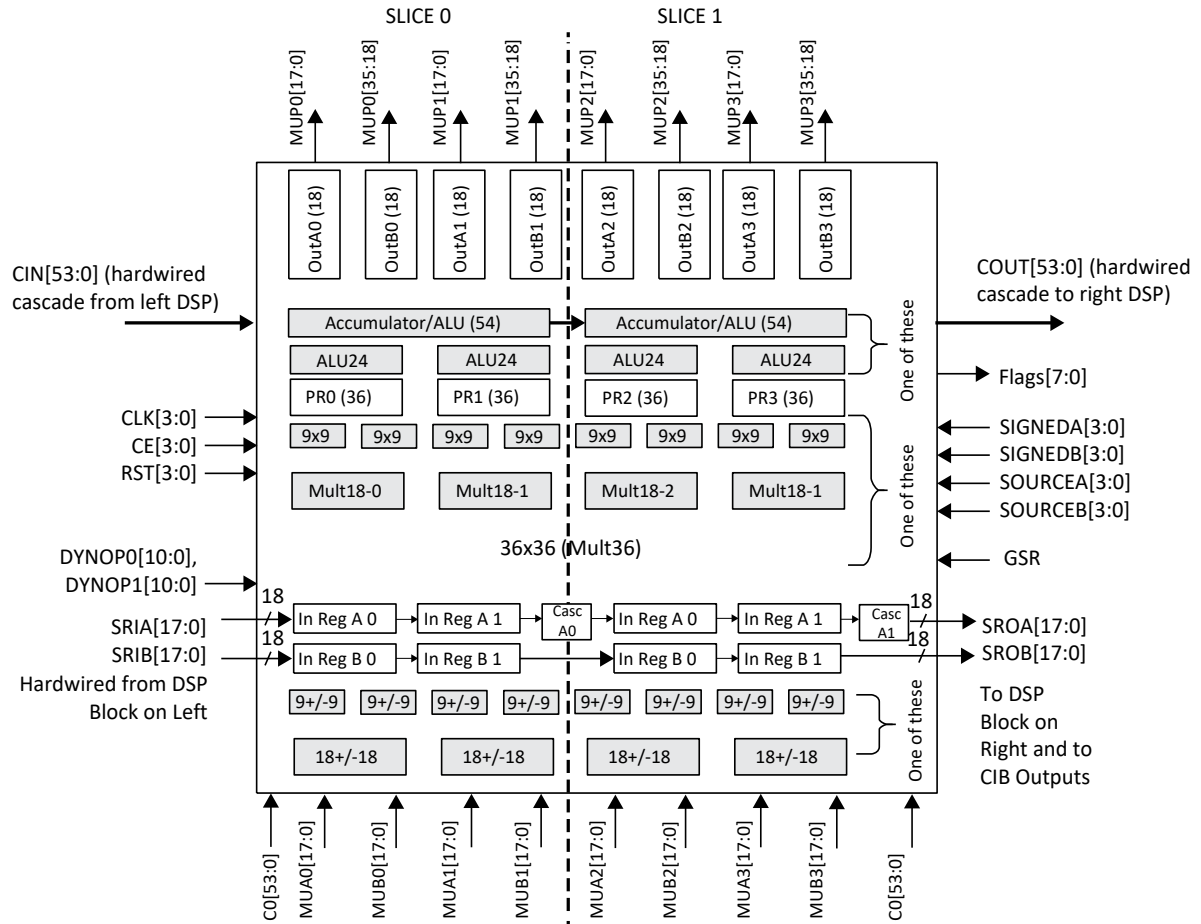 SLICE 0
SLICE 1
MUP0[17:0]
MUP0[35:18]
MUP1[17:0]
MUP1[35:18]
MUP2[17:0]
MUP2[35:18]
MUP3[17:0]
MUP3[35:18]
OutA0 (18)
OutB0 (18)
OutA1 (18)
OutB1 (18)
OutA2 (18)
OutB2 (18)
OutA3 (18)
OutB3 (18)
CIN[53:0] (hardwired
cascade from left DSP)
COUT[53:0] (hardwired
cascade to right DSP)
Accumulator/ALU (54)
Accumulator/ALU (54)
ALU24
ALU24
ALU24
ALU24
One of these
Flags[7:0]
PR0 (36)
PR1 (36)
PR2 (36)
PR3 (36)
CLK[3:0]
CE[3:0]
RST[3:0]
9x9
9x9
9x9
9x9
9x9
9x9
9x9
9x9
SIGNEDA[3:0]
SIGNEDB[3:0]
SOURCEA[3:0]
SOURCEB[3:0]
Mult18-0
Mult18-1
Mult18-2
Mult18-1
One of these
36x36 (Mult36)
GSR
DYNOP0[10:0],
DYNOP1[10:0]
18
SRIA[17:0]
18
SRIB[17:0]
Hardwired from DSP
Block on Left
In Reg A 0
In Reg A 1
Casc
A0
In Reg A 0
In Reg A 1
Casc
A1
18
SROA[17:0]
In Reg B 0
In Reg B 1
In Reg B 0
In Reg B 1
18
SROB[17:0]
9+/-9
9+/-9
9+/-9
9+/-9
9+/-9
9+/-9
9+/-9
9+/-9
18+/-18
18+/-18
18+/-18
18+/-18
One of these
To DSP
Block on
Right and to
CIB Outputs
C0[53:0]
MUA0[17:0]
MUB0[17:0]
MUA1[17:0]
MUB1[17:0]
MUA2[17:0]
MUB2[17:0]
MUA3[17:0]
MUB3[17:0]
C0[53:0]